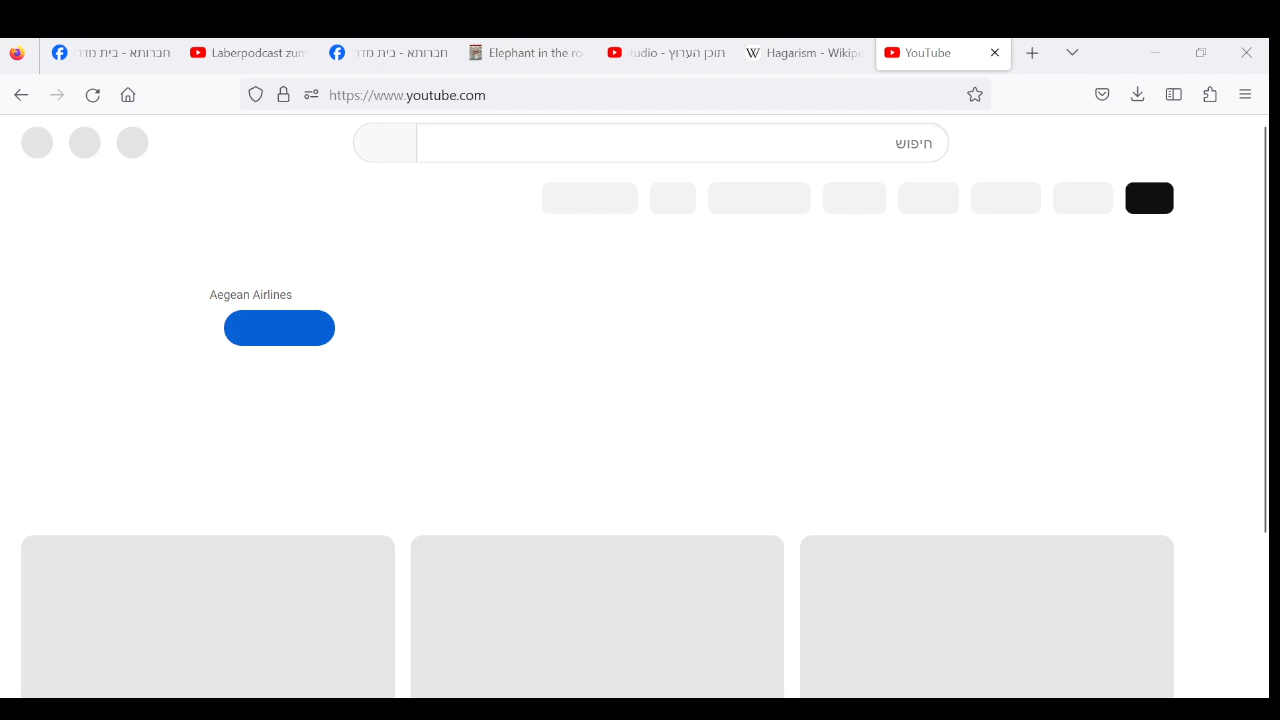 חברותא - בית מדר
Laberpodcast zum
חברותא - בית מדר
Elephant in the roo
תוכן הערוץ - tudio
Hagarism - Wikipe
YouTube
https://www.youtube.com
חיפוש
Aegean Airlines